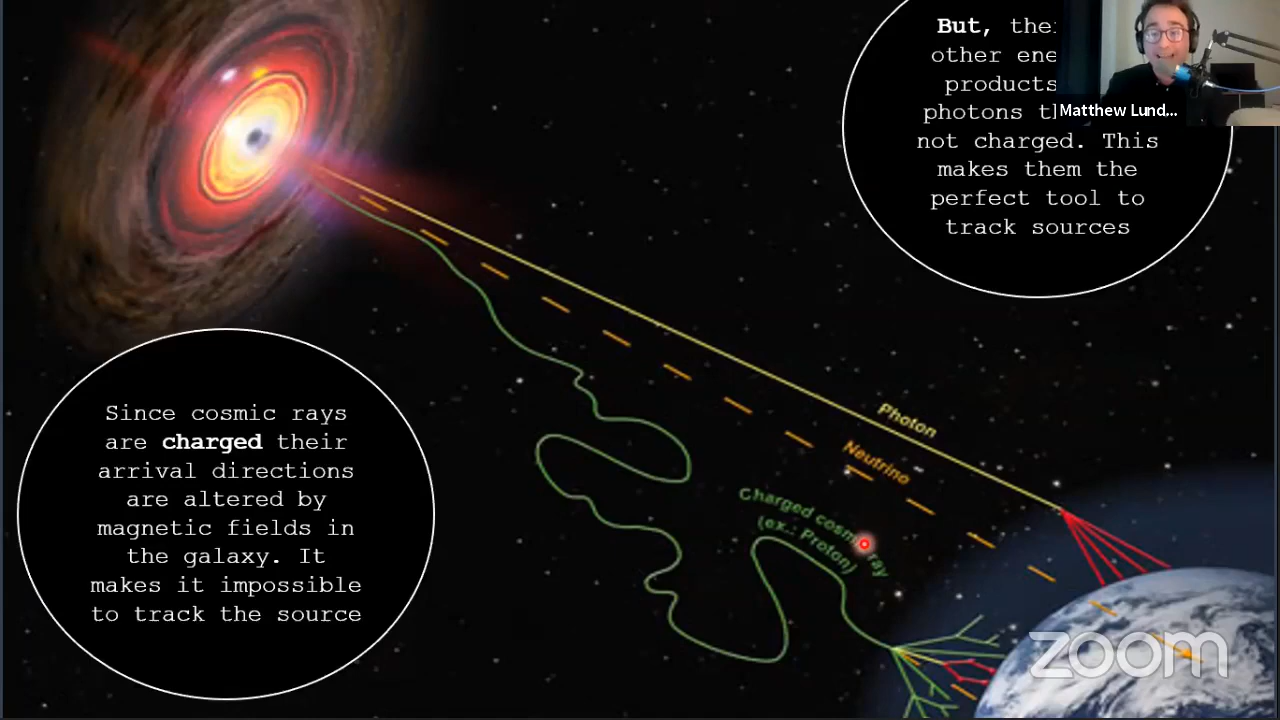 But,
other
products
photons
not charged. This
makes them the
perfect tool to
track sources
Matthew Lund...
Since cosmic rays
are charged their
arrival directions
are altered by
magnetic fields in
the galaxy. It
makes it impossible
to track the source
Photon
Neutrino
Charged cosmic ray
(ex.: Proton)
zoom